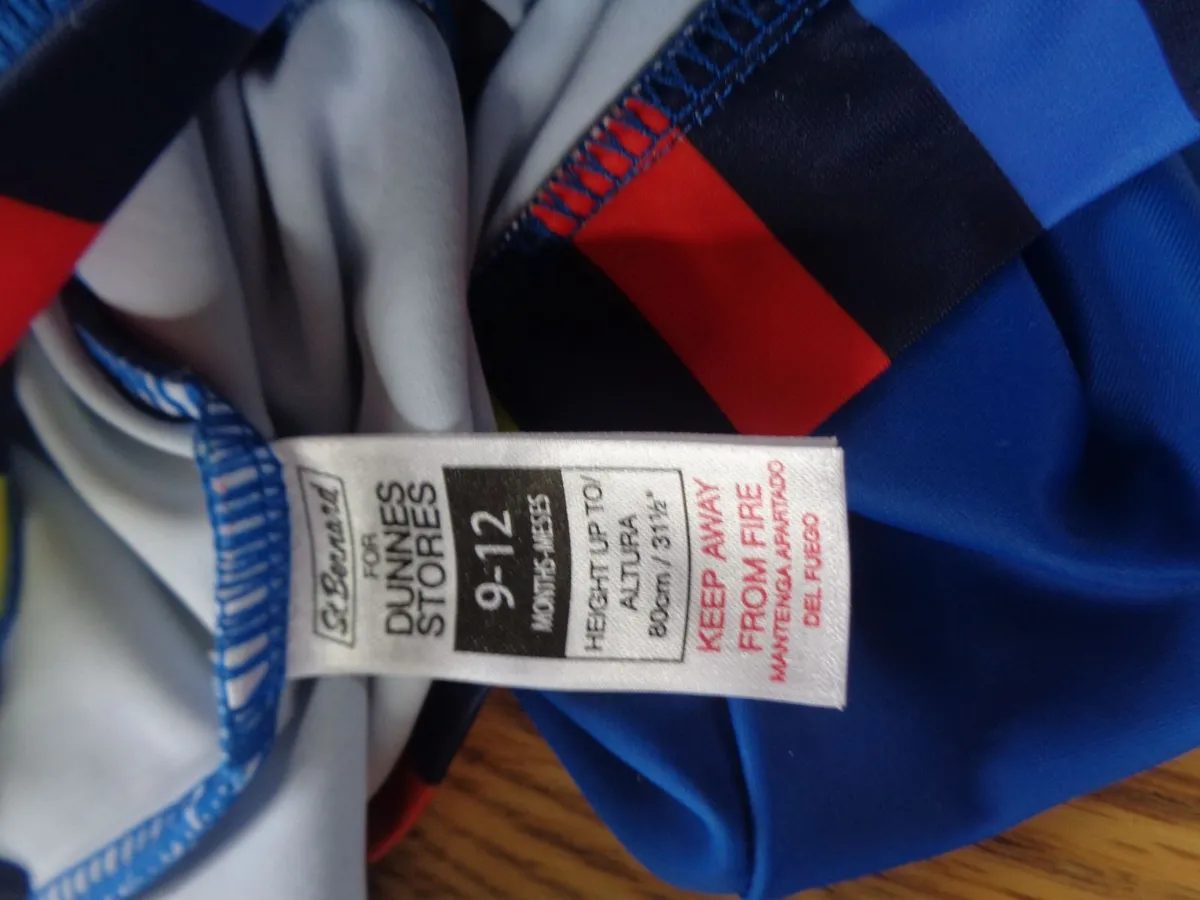 St Bernard
FOR
DUNNES
STORES
9-12
MONTHS-MESES
HEIGHT UP TO/
ALTURA
80cm / 31½"
KEEP AWAY
FROM FIRE
MANTENGA APARTADO
DEL FUEGO